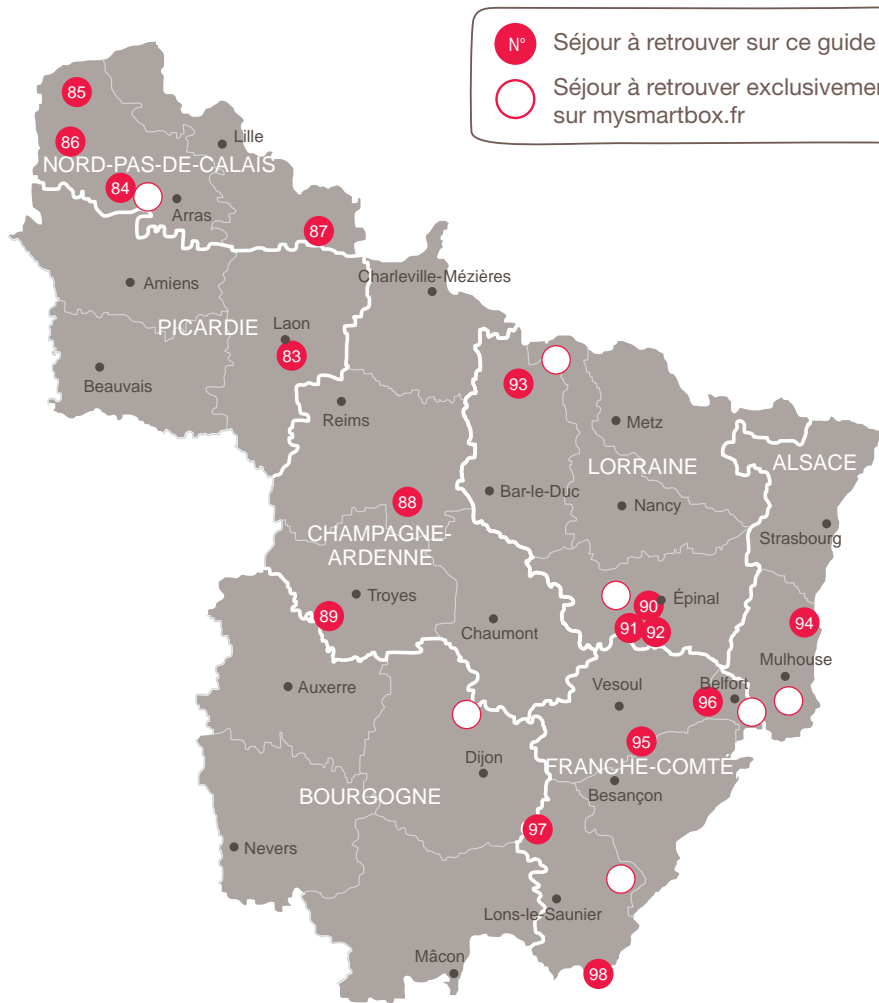 N° Séjour à retrouver sur ce guide
Séjour à retrouver exclusivemen
sur mysmartbox.fr
85
Lille
86
NORD-PAS-DE-CALAIS
84
Arras
87
Charleville-Mézières
Amiens
PICARDIE
Laon
83
Beauvais
93
Reims
Metz
LORRAINE
ALSACE
Bar-le-Duc
88
Nancy
Strasbourg
CHAMPAGNE-
ARDENNE
Troyes
90
Épinal
89
Chaumont
91
92
94
Mulhouse
Auxerre
Vesoul
Belfort
96
95
Dijon
FRANCHE-COMTÉ
Besançon
BOURGOGNE
97
Nevers
Lons-le-Saunier
Mâcon
98